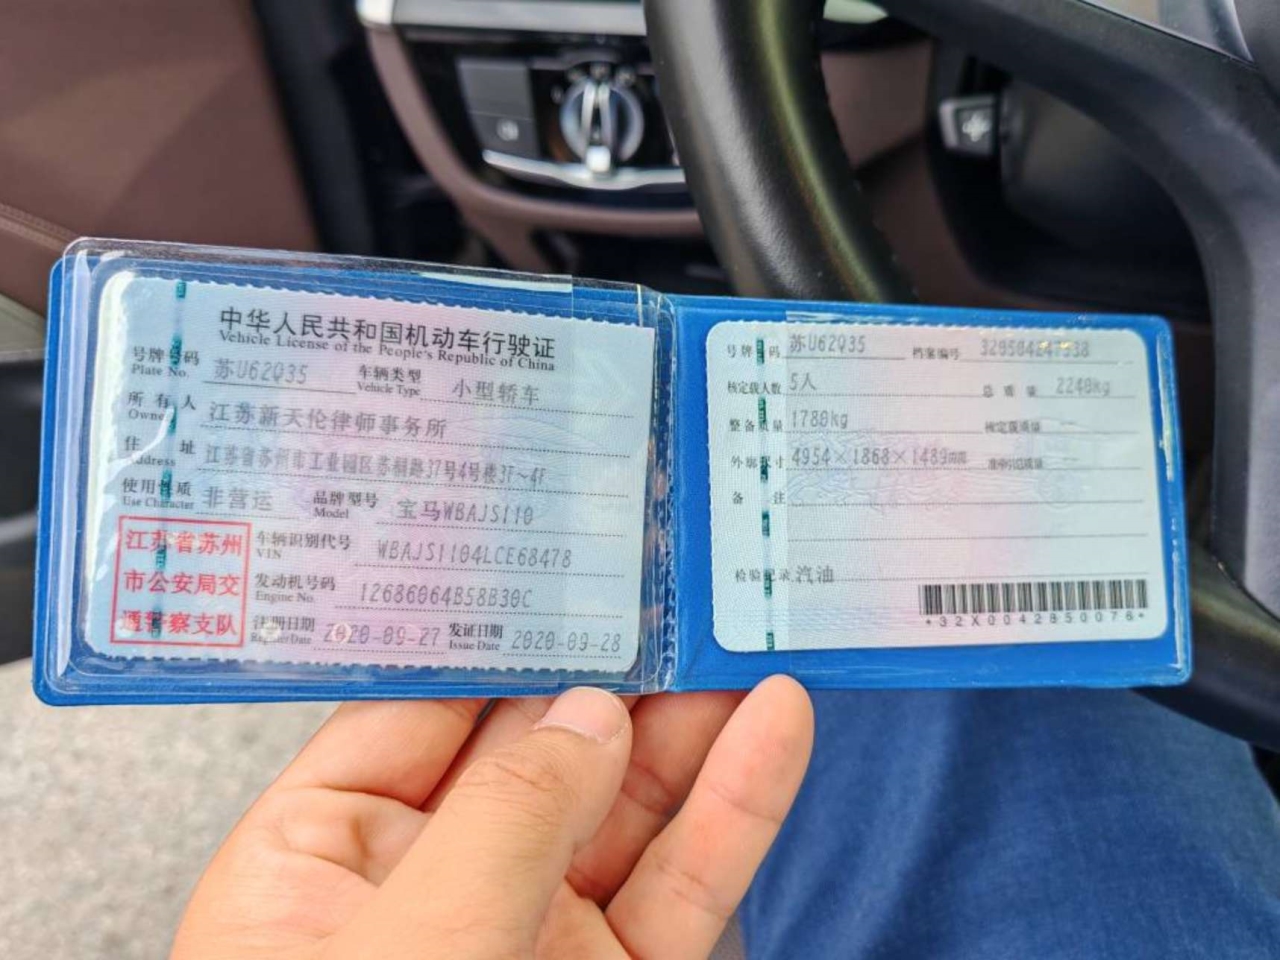 中华人民共和国机动车行驶证
Vehicle License of the People's Republic of China
号牌号码 苏U62Q35 车辆类型 小型轿车
Plate No. Vehicle Type
所有人 江苏新天伦律师事务所
Owner
住址 江苏省苏州市工业园区苏桐路37号4号楼3F~4F
Address
使用性质 非营运 品牌型号 宝马WBAJS110
Use Character Model
江苏省苏州
市公安局交
通警察支队
车辆识别代号 WBAJS1104LCE68478
VIN
发动机号码 12686064B58B30C
Engine No.
注册日期 2020-09-27 发证日期 2020-09-28
Register Date Issue Date
号牌号码 苏U62Q35 档案编号
核定载人数 5人 总质量 2240kg
整备质量 1780kg 核定载质量 --
外廓尺寸 4954×1868×1489mm 准牵引总质量 --
备注
检验记录 汽油
*32X0042850076*